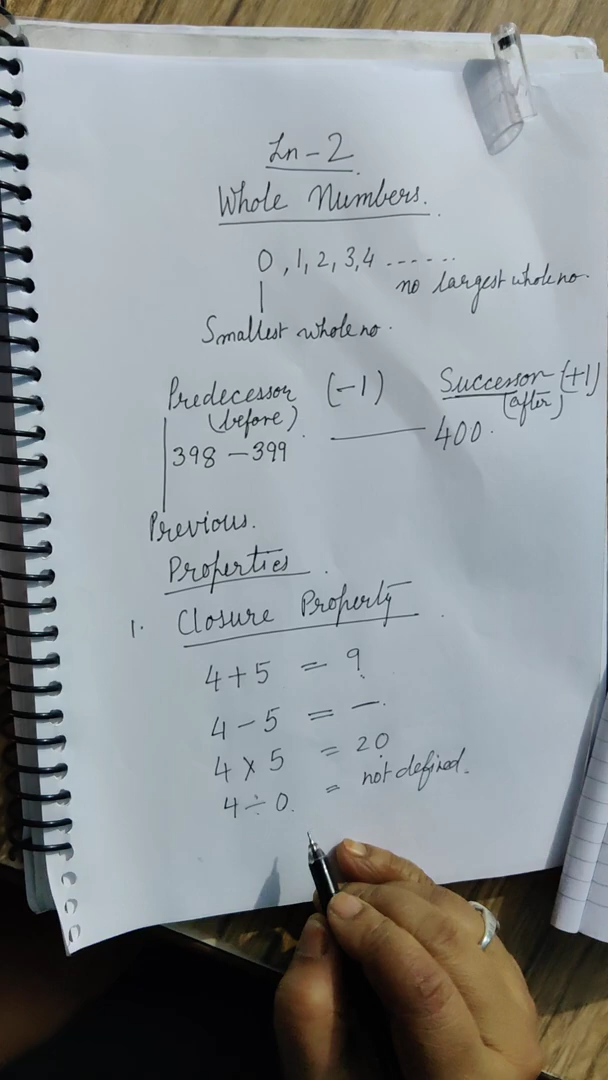 Ln-2
Whole Numbers.
0, 1, 2, 3, 4 ------
no largest whole no.
Smallest whole no.
Predecessor (-1) Successor (+1)
(before) (after)
398 - 399 —— 400.
Previous.
Properties.
1. Closure Property
4 + 5 = 9
4 - 5 = -.
4 x 5 = 20
4 ÷ 0. = not defined.